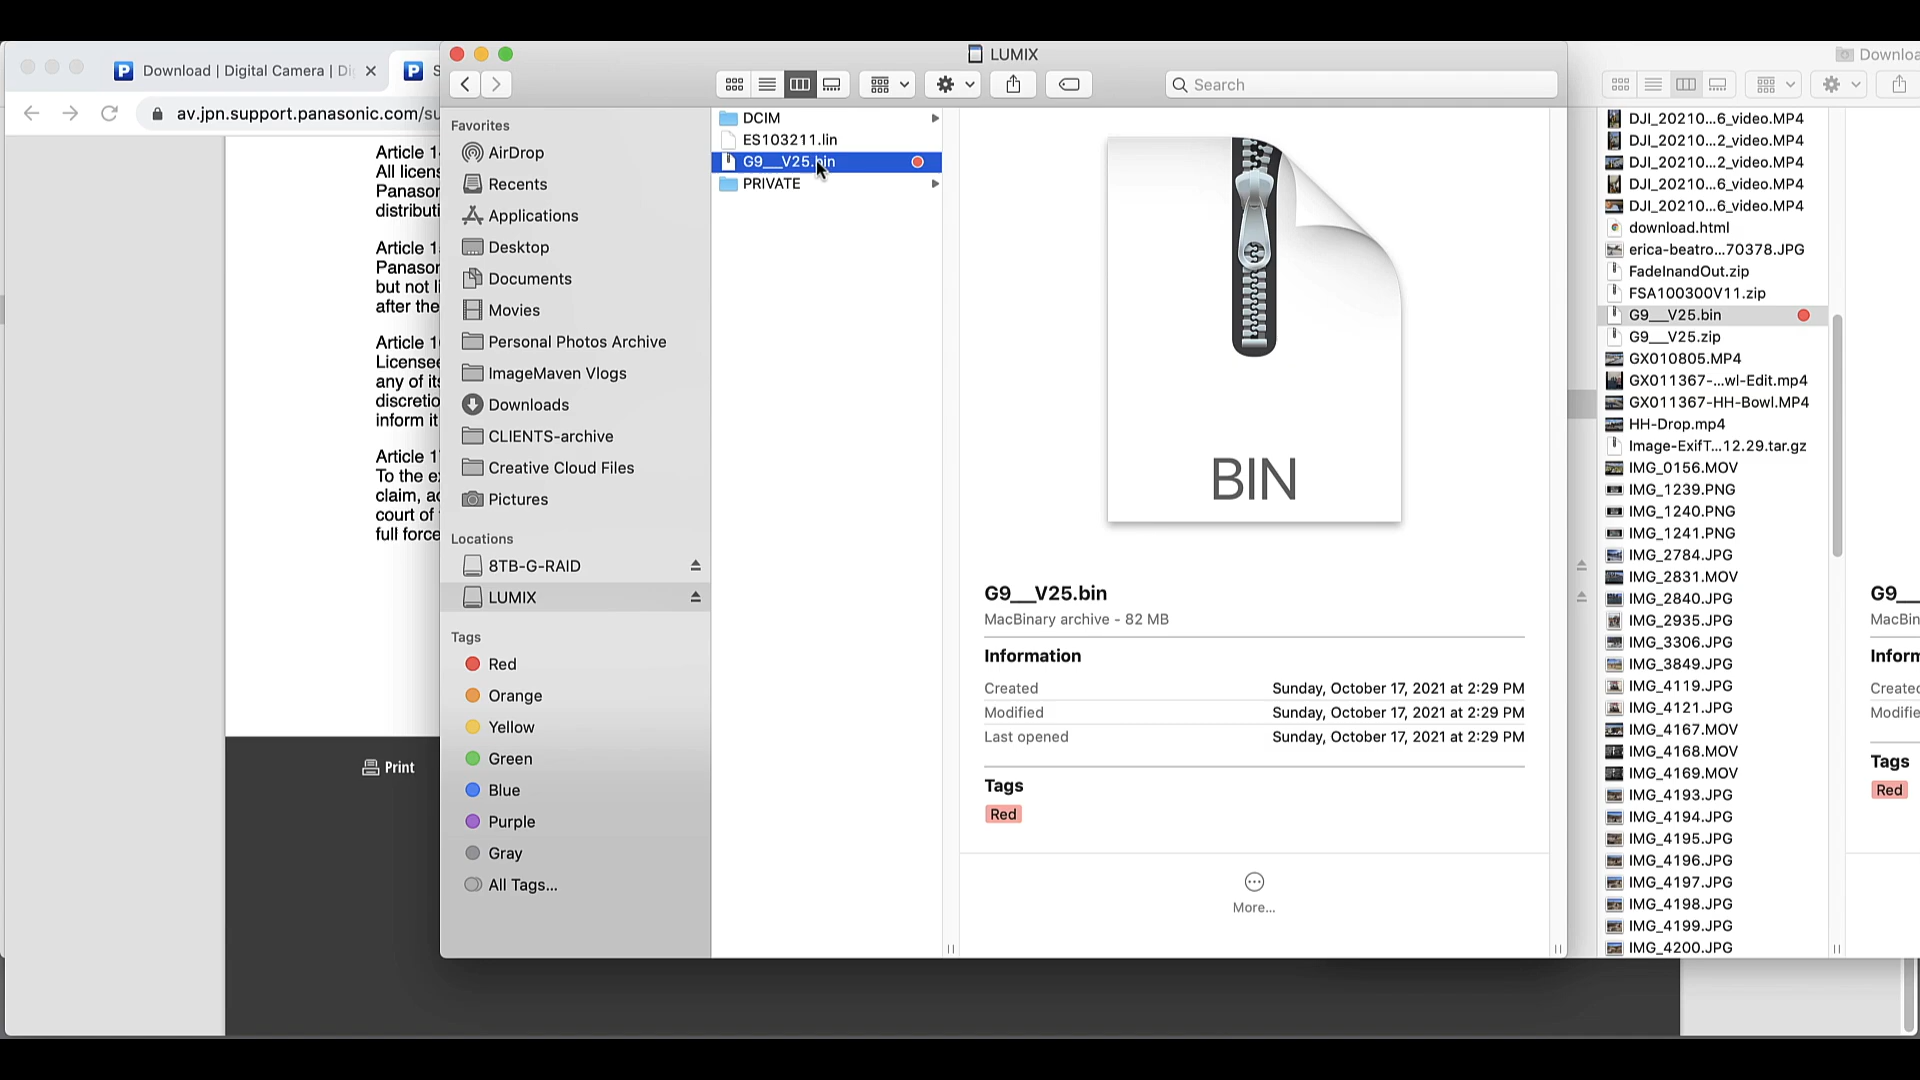 Download | Digital Camera | Di
S
av.jpn.support.panasonic.com/su
Article 1
All licens
Panasor
distributi
Article 1
Panasor
but not li
after the
Article 1
Licensee
any of its
discretio
inform it
Article 1
To the e
claim, ac
court of
full force
Print
LUMIX
Search
Favorites
AirDrop
Recents
Applications
Desktop
Documents
Movies
Personal Photos Archive
ImageMaven Vlogs
Downloads
CLIENTS-archive
Creative Cloud Files
Pictures
Locations
8TB-G-RAID
LUMIX
Tags
Red
Orange
Yellow
Green
Blue
Purple
Gray
All Tags...
DCIM
ES103211.lin
G9__V25.bin
PRIVATE
BIN
G9__V25.bin
MacBinary archive - 82 MB
Information
Created Sunday, October 17, 2021 at 2:29 PM
Modified Sunday, October 17, 2021 at 2:29 PM
Last opened Sunday, October 17, 2021 at 2:29 PM
Tags
Red
More...
Downloa
DJI_20210...6_video.MP4
DJI_20210...2_video.MP4
DJI_20210...2_video.MP4
DJI_20210...6_video.MP4
DJI_20210...6_video.MP4
download.html
erica-beatro...70378.JPG
FadeInandOut.zip
FSA100300V11.zip
G9__V25.bin
G9__V25.zip
GX010805.MP4
GX011367-...wl-Edit.mp4
GX011367-HH-Bowl.MP4
HH-Drop.mp4
Image-ExifT...12.29.tar.gz
IMG_0156.MOV
IMG_1239.PNG
IMG_1240.PNG
IMG_1241.PNG
IMG_2784.JPG
IMG_2831.MOV
IMG_2840.JPG
IMG_2935.JPG
IMG_3306.JPG
IMG_3849.JPG
IMG_4119.JPG
IMG_4121.JPG
IMG_4167.MOV
IMG_4168.MOV
IMG_4169.MOV
IMG_4193.JPG
IMG_4194.JPG
IMG_4195.JPG
IMG_4196.JPG
IMG_4197.JPG
IMG_4198.JPG
IMG_4199.JPG
IMG_4200.JPG
G9__
MacBin
Inform
Created
Modifie
Tags
Red